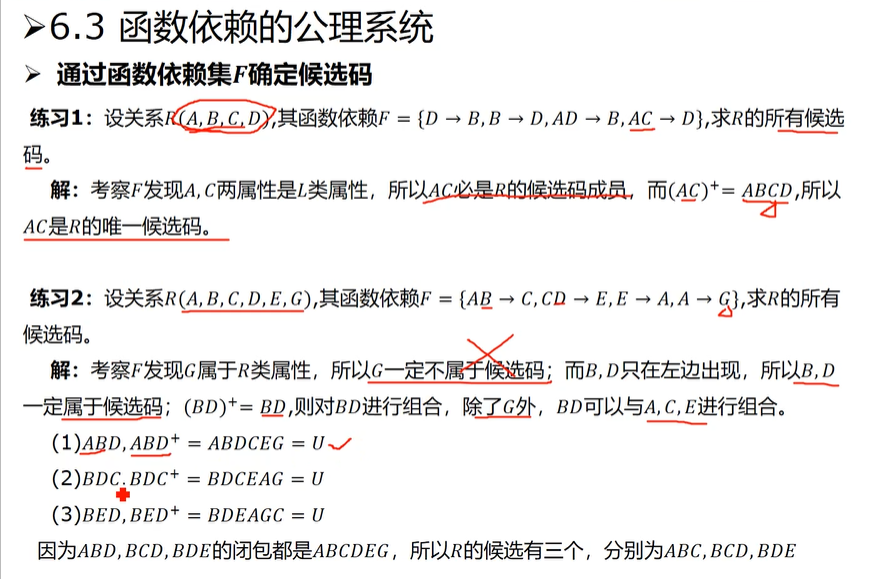 ➢6.3 函数依赖的公理系统
➢ 通过函数依赖集F确定候选码
练习1：设关系R(A,B,C,D),其函数依赖F = {D → B,B → D,AD → B,AC → D},求R的所有候选
码。
解：考察F发现A,C两属性是L类属性，所以AC必是R的候选码成员，而(AC)⁺= ABCD,所以
AC是R的唯一候选码。
练习2：设关系R(A,B,C,D,E,G),其函数依赖F = {AB → C,CD → E,E → A,A → G},求R的所有
候选码。
解：考察F发现G属于R类属性，所以G一定不属于候选码；而B,D只在左边出现，所以B,D
一定属于候选码；(BD)⁺= BD,则对BD进行组合，除了G外，BD可以与A,C,E进行组合。
(1)ABD,ABD⁺ = ABDCEG = U
(2)BDC,BDC⁺ = BDCEAG = U
(3)BED,BED⁺ = BDEAGC = U
因为ABD,BCD,BDE的闭包都是ABCDEG，所以R的候选有三个，分别为ABC,BCD,BDE